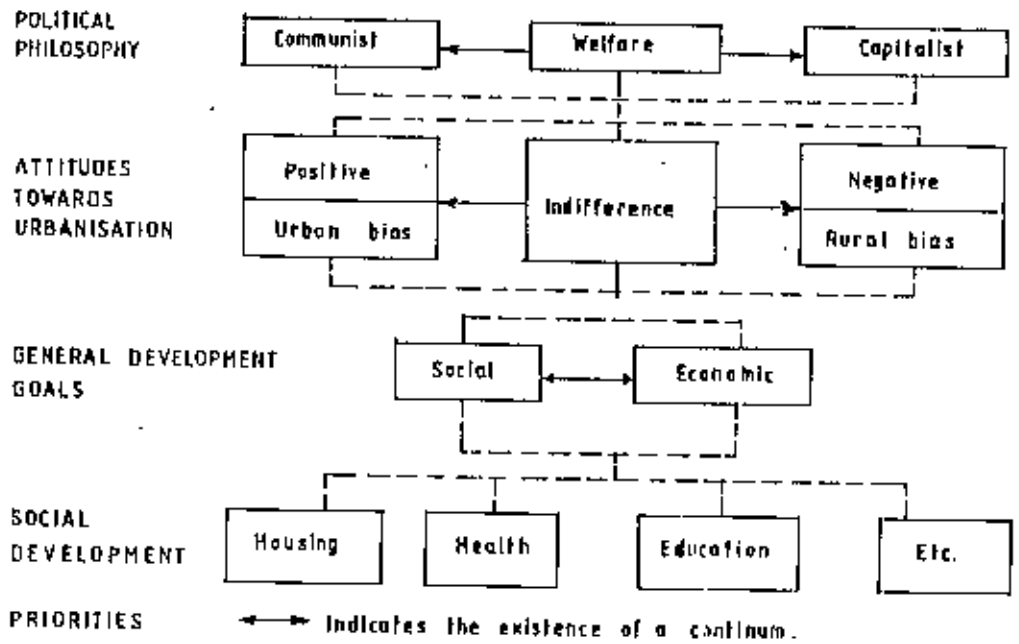 POLITICAL
PHILOSOPHY
Communist
Welfare
Capitalist
ATTITUDES
TOWARDS
URBANISATION
Positive
Urban bias
Indifference
Negative
Rural bias
GENERAL DEVELOPMENT
GOALS
Social
Economic
SOCIAL
DEVELOPMENT
PRIORITIES
Housing
Health
Education
Etc.
Indicates the existence of a continum.